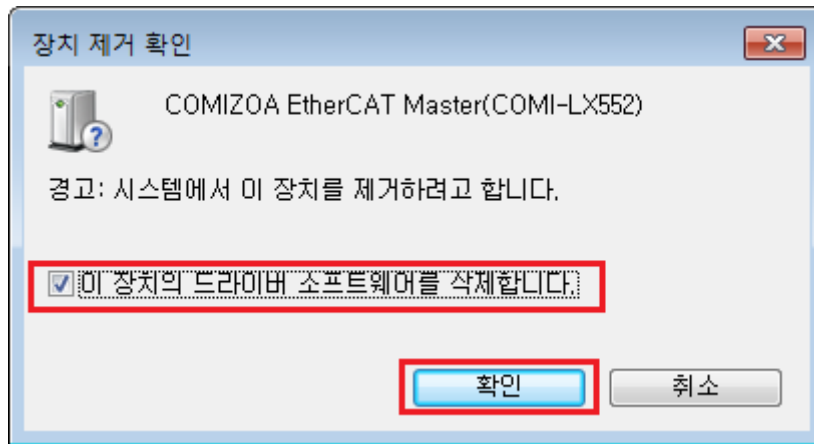 장치 제거 확인
COMIZOA EtherCAT Master(COMI-LX552)
경고: 시스템에서 이 장치를 제거하려고 합니다.
이 장치의 드라이버 소프트웨어를 삭제합니다.
확인 취소